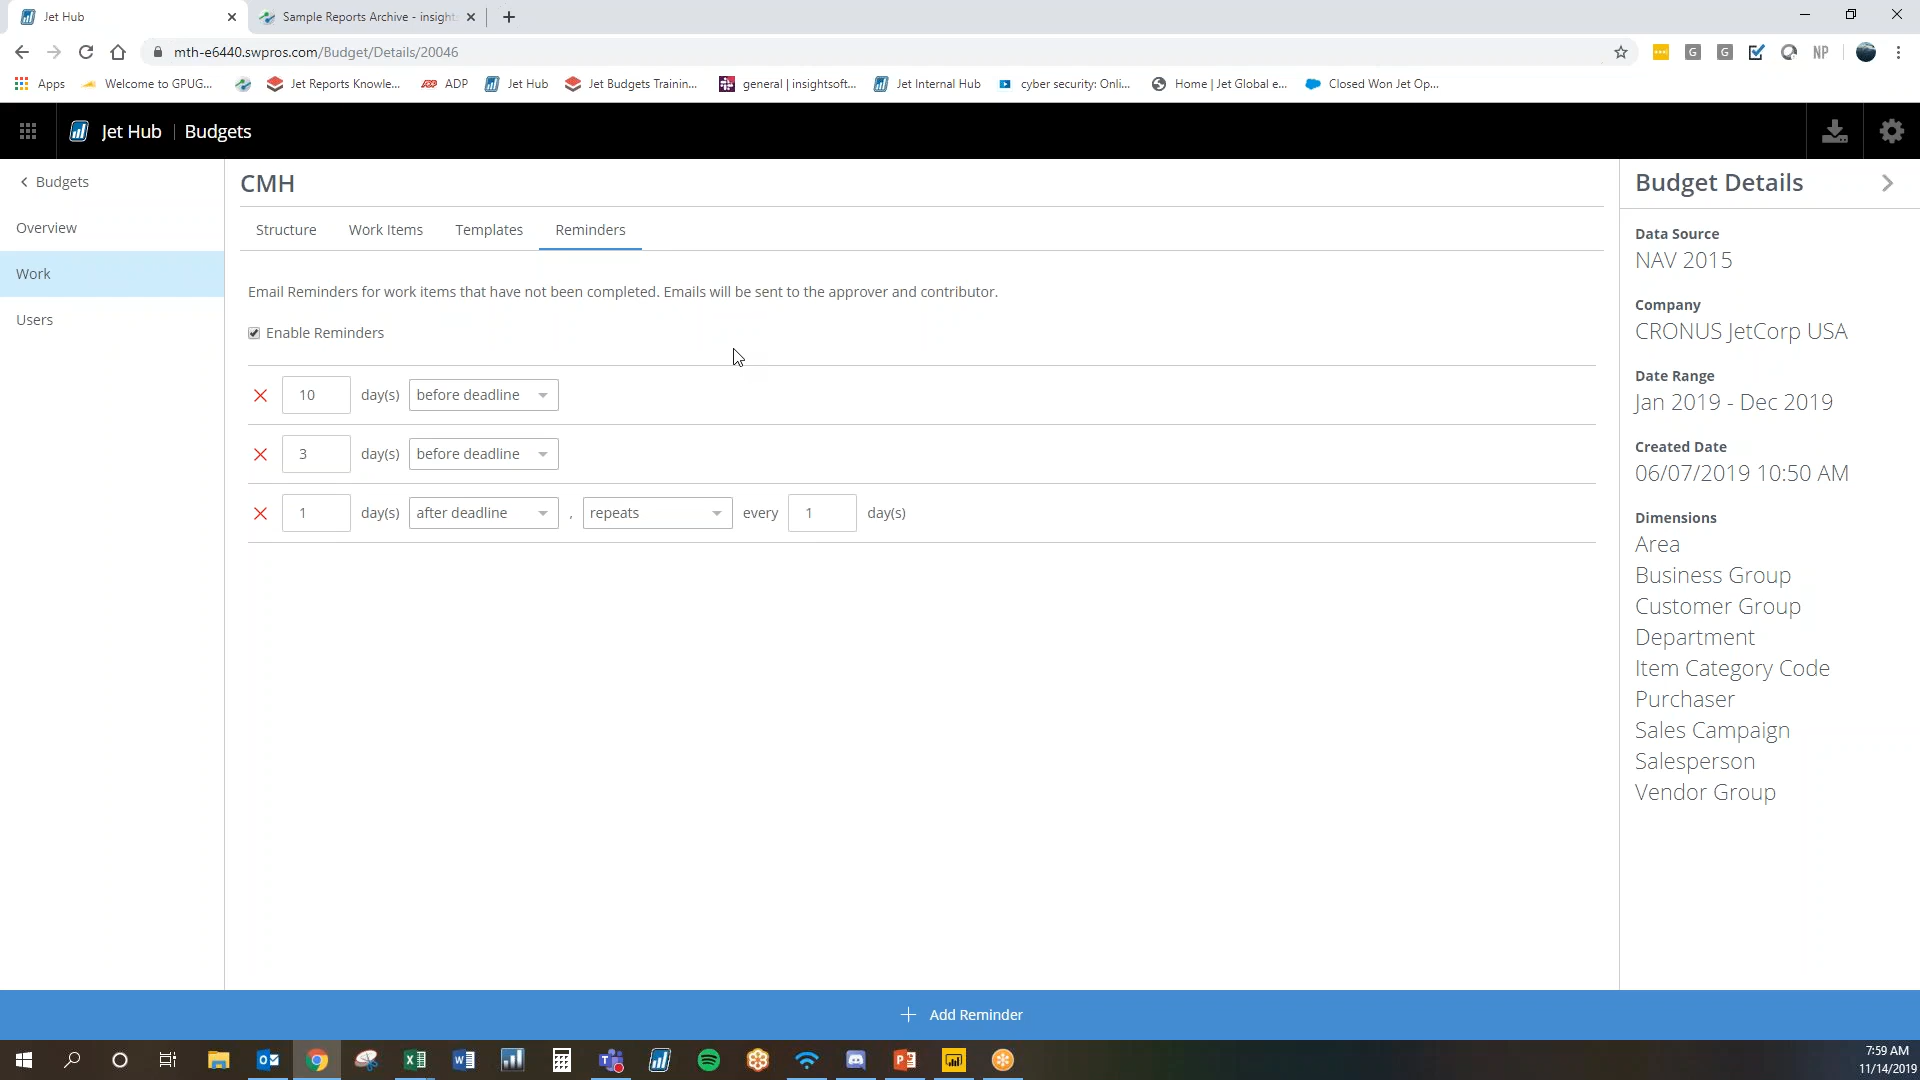 Jet Hub
Sample Reports Archive - insight
mth-e6440.swpros.com/Budget/Details/20046
NP
Apps
Welcome to GPUG...
Jet Reports Knowle...
ADP
Jet Hub
Jet Budgets Trainin...
general | insightsoft...
Jet Internal Hub
cyber security: Onli...
Home | Jet Global e...
Closed Won Jet Op...
Jet Hub | Budgets
Budgets
Overview
Work
Users
CMH
Structure
Work Items
Templates
Reminders
Email Reminders for work items that have not been completed. Emails will be sent to the approver and contributor.
Enable Reminders
10 day(s) before deadline
3 day(s) before deadline
1 day(s) after deadline , repeats every 1 day(s)
Budget Details
Data Source
NAV 2015
Company
CRONUS JetCorp USA
Date Range
Jan 2019 - Dec 2019
Created Date
06/07/2019 10:50 AM
Dimensions
Area
Business Group
Customer Group
Department
Item Category Code
Purchaser
Sales Campaign
Salesperson
Vendor Group
Add Reminder
7:59 AM
11/14/2019